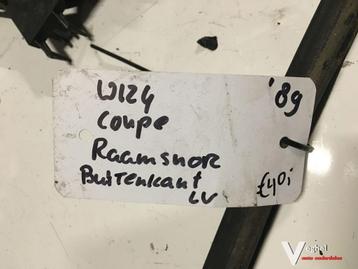 W124 '89
Coupe
Raamsnor
Buitenkant
LV €40,-